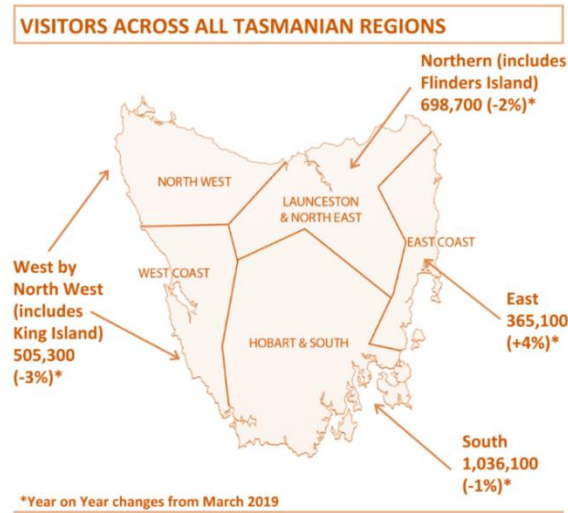 VISITORS ACROSS ALL TASMANIAN REGIONS
Northern (includes
Flinders Island)
698,700 (-2%)*
NORTH WEST
LAUNCESTON
& NORTH EAST
EAST COAST
West by
North West
(includes
King Island)
505,300
(-3%)*
WEST COAST
HOBART & SOUTH
East
365,100
(+4%)*
South
1,036,100
(-1%)*
*Year on Year changes from March 2019